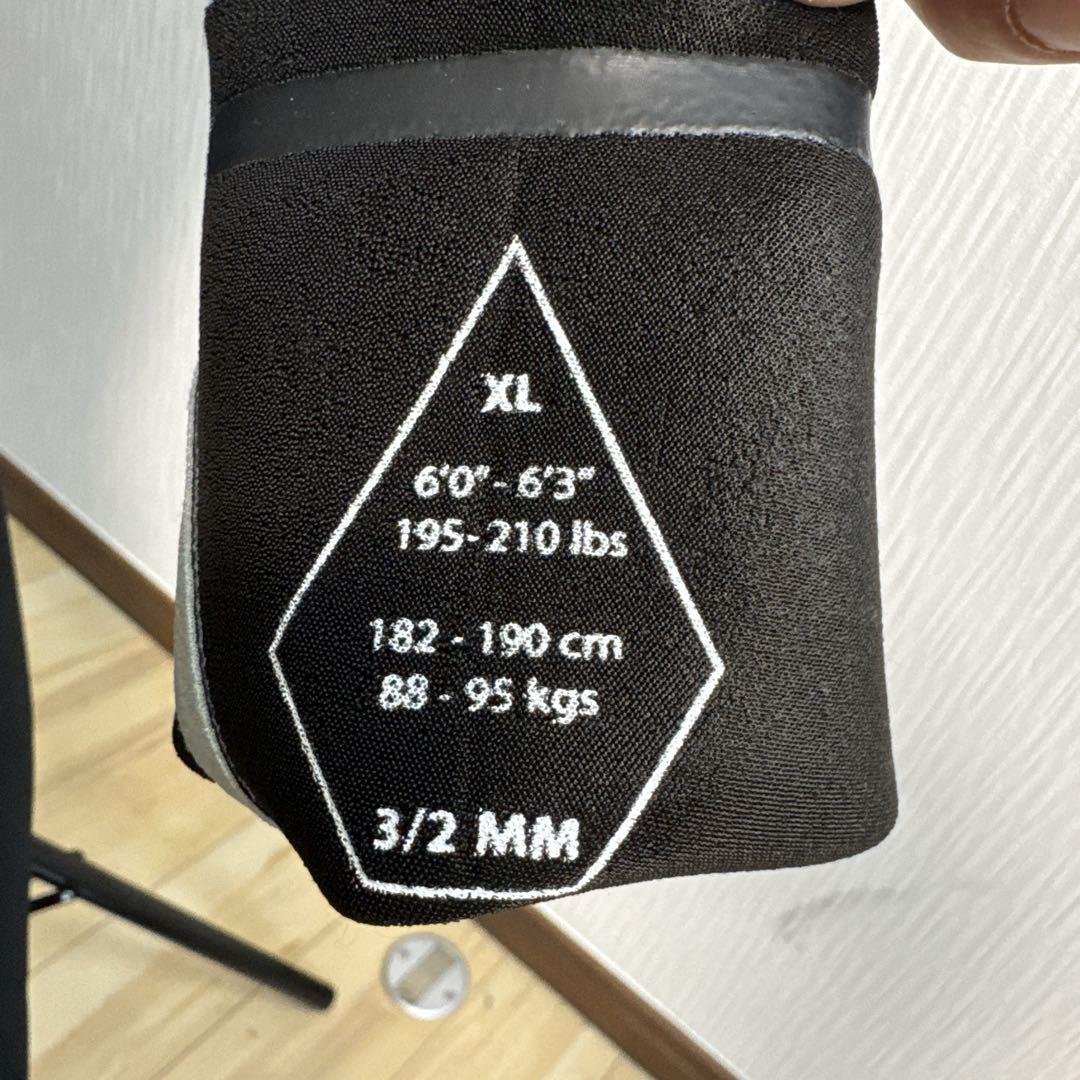 XL
6'0"- 6'3"
195-210 lbs
182 - 190 cm
88 - 95 kgs
3/2 MM